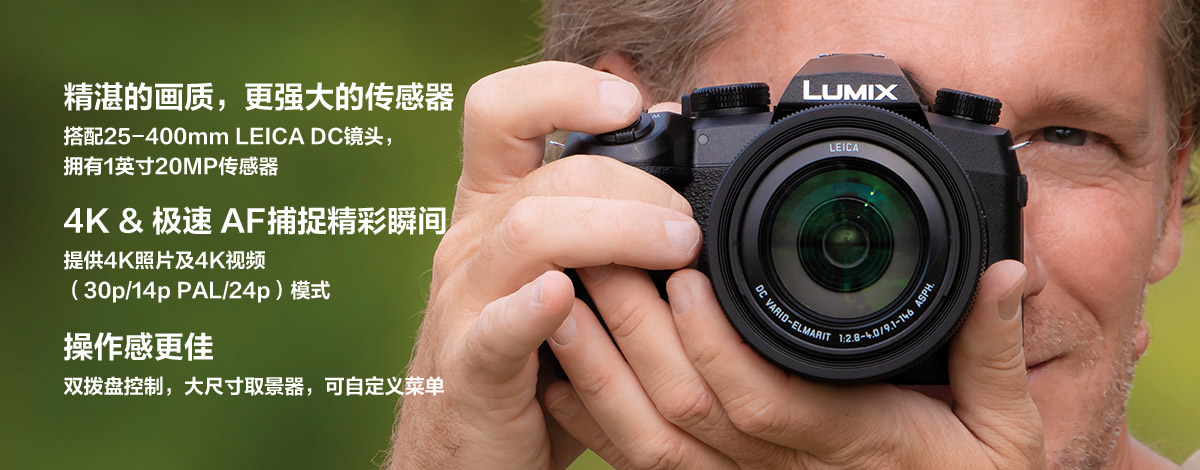 精湛的画质，更强大的传感器
搭配25-400mm LEICA DC镜头，
拥有1英寸20MP传感器
4K & 极速 AF捕捉精彩瞬间
提供4K照片及4K视频
（30p/14p PAL/24p）模式
操作感更佳
双拨盘控制，大尺寸取景器，可自定义菜单
LUMIX
LEICA
DC VARIO-ELMARIT 1:2.8-4.0/9.1-146 ASPH.